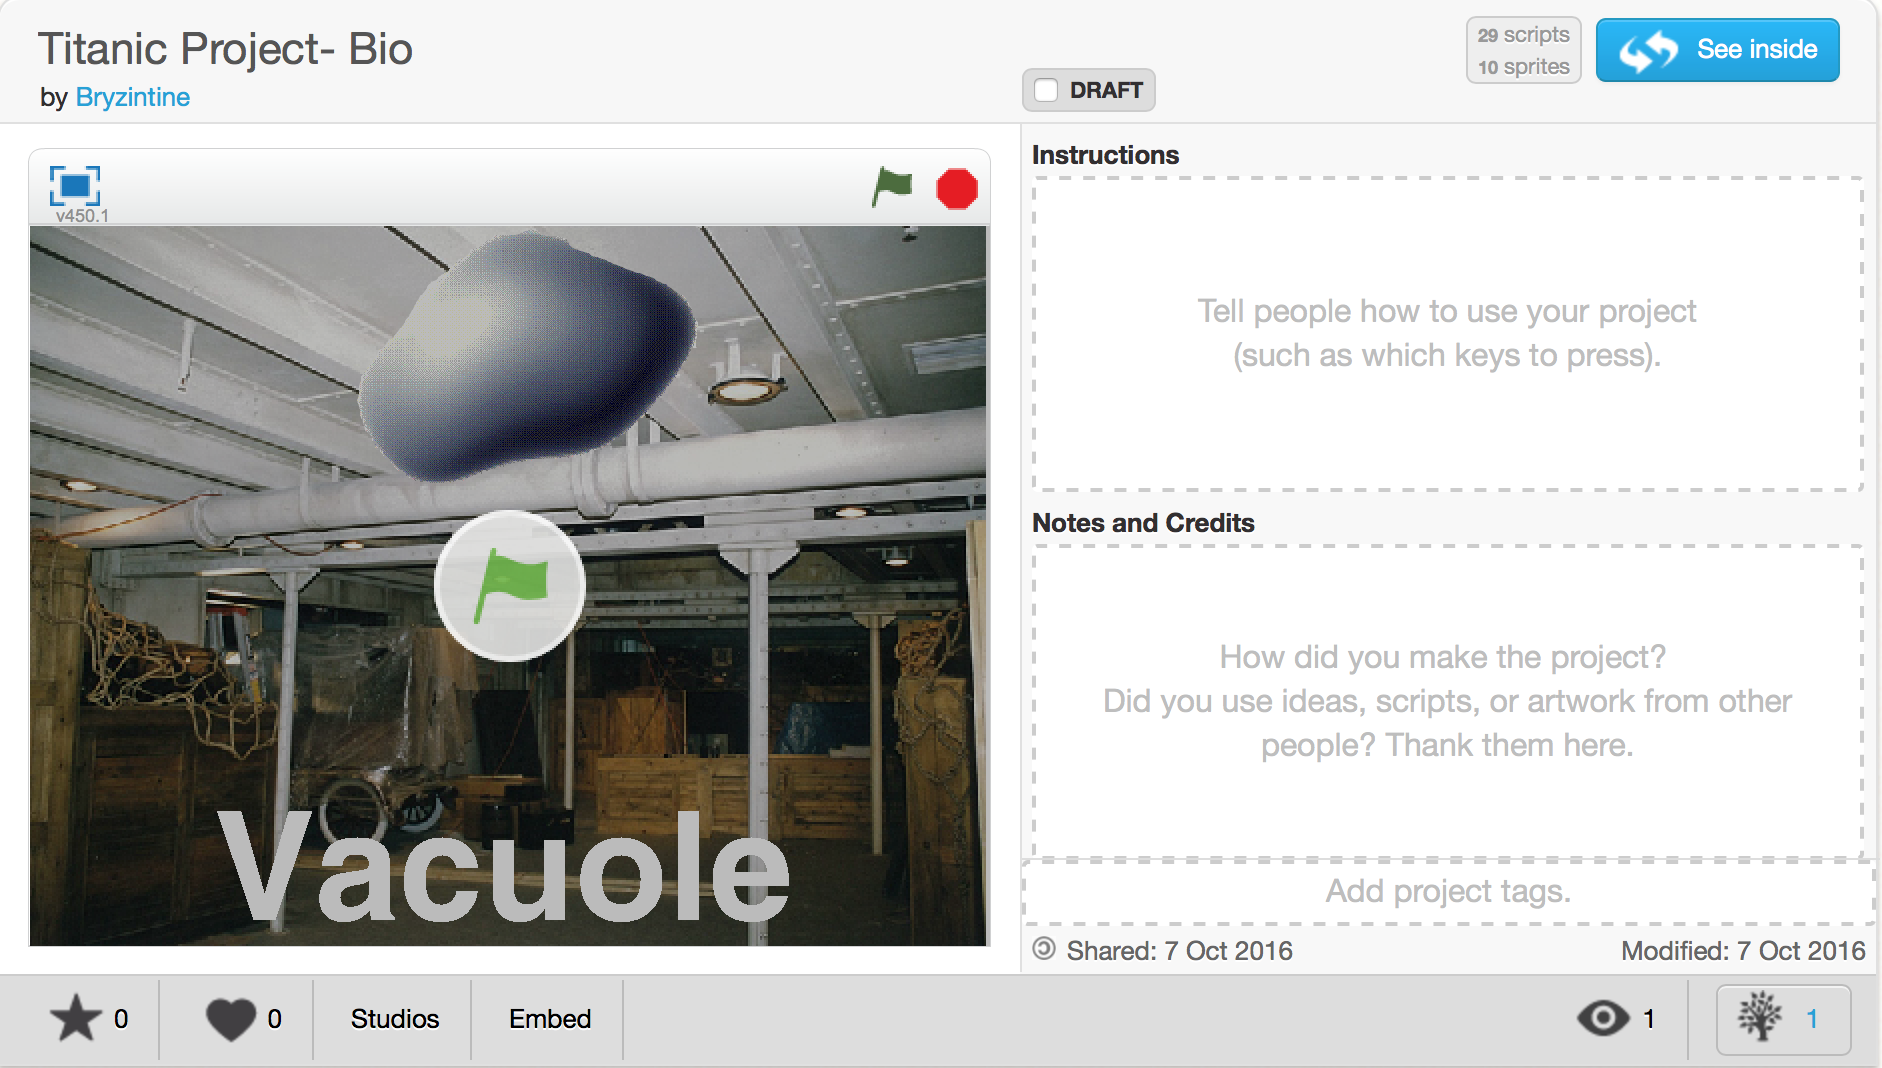 Titanic Project- Bio
by Bryzintine
DRAFT
29 scripts
10 sprites
See inside
v450.1
Vacuole
Instructions
Tell people how to use your project
(such as which keys to press).
Notes and Credits
How did you make the project?
Did you use ideas, scripts, or artwork from other
people? Thank them here.
Add project tags.
Shared: 7 Oct 2016
Modified: 7 Oct 2016
0
0
Studios
Embed
1
1